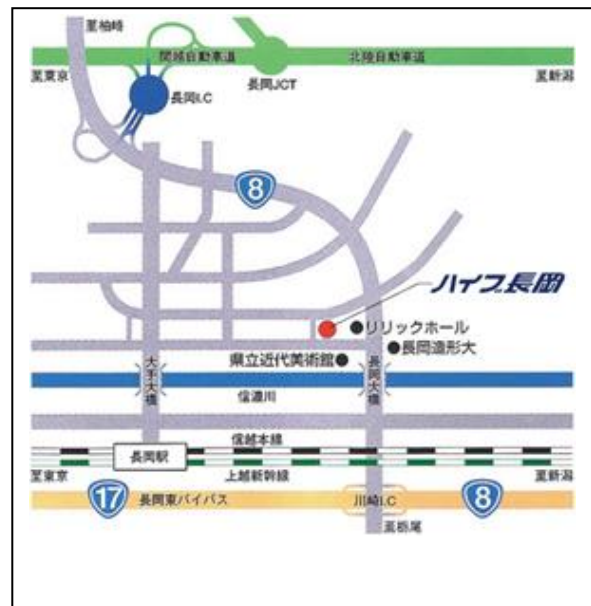 至柏崎
関越自動車道
北陸自動車道
至東京
長岡I.C
長岡JCT
至新潟
8
ハイブ長岡
リリックホール
長岡造形大
県立近代美術館
大手大橋
長岡大橋
信濃川
信越本線
長岡駅
至東京
上越新幹線
至新潟
17
長岡東バイパス
川崎I.C
8
至栃尾